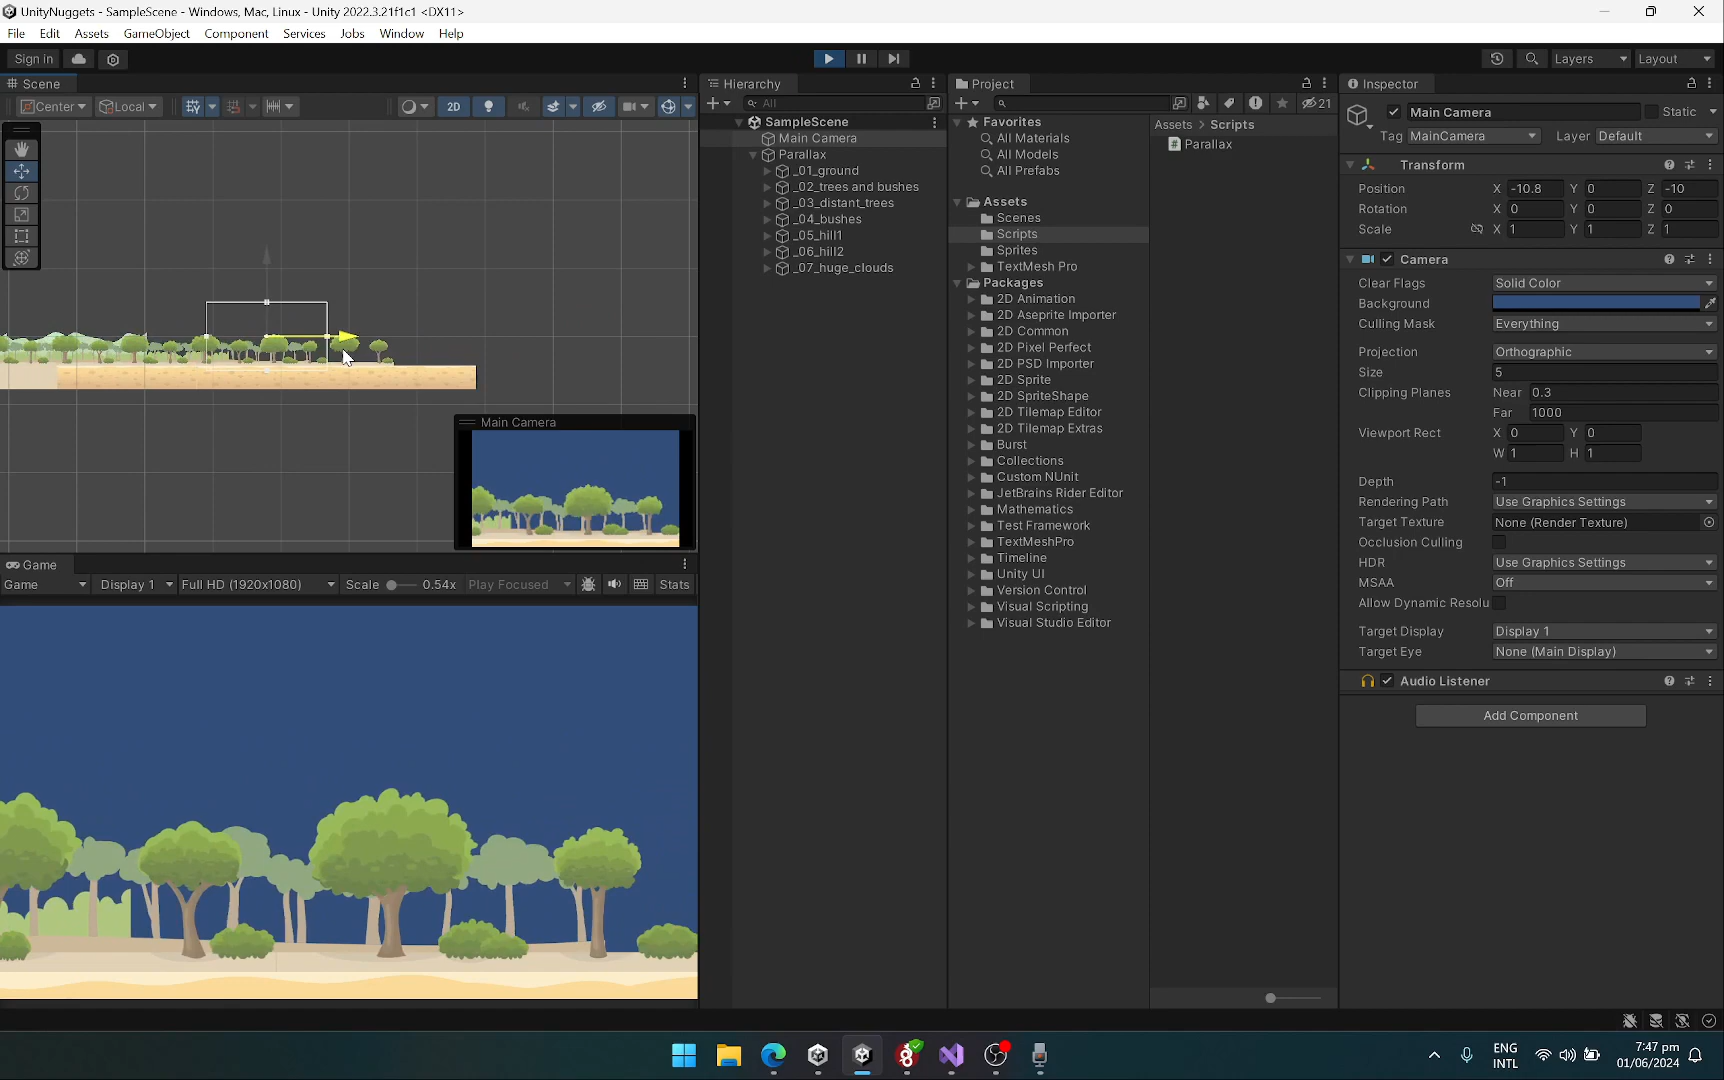 UnityNuggets - SampleScene - Windows, Mac, Linux - Unity 2022.3.21f1c1 <DX11>
File Edit Assets GameObject Component Services Jobs Window Help
Sign in
Layers
Layout
Scene
Center
Local
2D
Main Camera
Game
Game
Display 1
Full HD (1920x1080)
Scale
0.54x
Play Focused
Stats
Hierarchy
All
SampleScene
Main Camera
Parallax
_01_ground
_02_trees and bushes
_03_distant_trees
_04_bushes
_05_hill1
_06_hill2
_07_huge_clouds
Project
21
Favorites
All Materials
All Models
All Prefabs
Assets
Scenes
Scripts
Sprites
TextMesh Pro
Packages
2D Animation
2D Aseprite Importer
2D Common
2D Pixel Perfect
2D PSD Importer
2D Sprite
2D SpriteShape
2D Tilemap Editor
2D Tilemap Extras
Burst
Collections
Custom NUnit
JetBrains Rider Editor
Mathematics
Test Framework
TextMeshPro
Timeline
Unity UI
Version Control
Visual Scripting
Visual Studio Editor
Assets > Scripts
Parallax
Inspector
Main Camera
Static
Tag MainCamera Layer Default
Transform
Position X -10.8 Y 0 Z -10
Rotation X 0 Y 0 Z 0
Scale X 1 Y 1 Z 1
Camera
Clear Flags Solid Color
Background
Culling Mask Everything
Projection Orthographic
Size 5
Clipping Planes Near 0.3
Far 1000
Viewport Rect X 0 Y 0
W 1 H 1
Depth -1
Rendering Path Use Graphics Settings
Target Texture None (Render Texture)
Occlusion Culling
HDR Use Graphics Settings
MSAA Off
Allow Dynamic Resolu
Target Display Display 1
Target Eye None (Main Display)
Audio Listener
Add Component
ENG
INTL
7:47 pm
01/06/2024